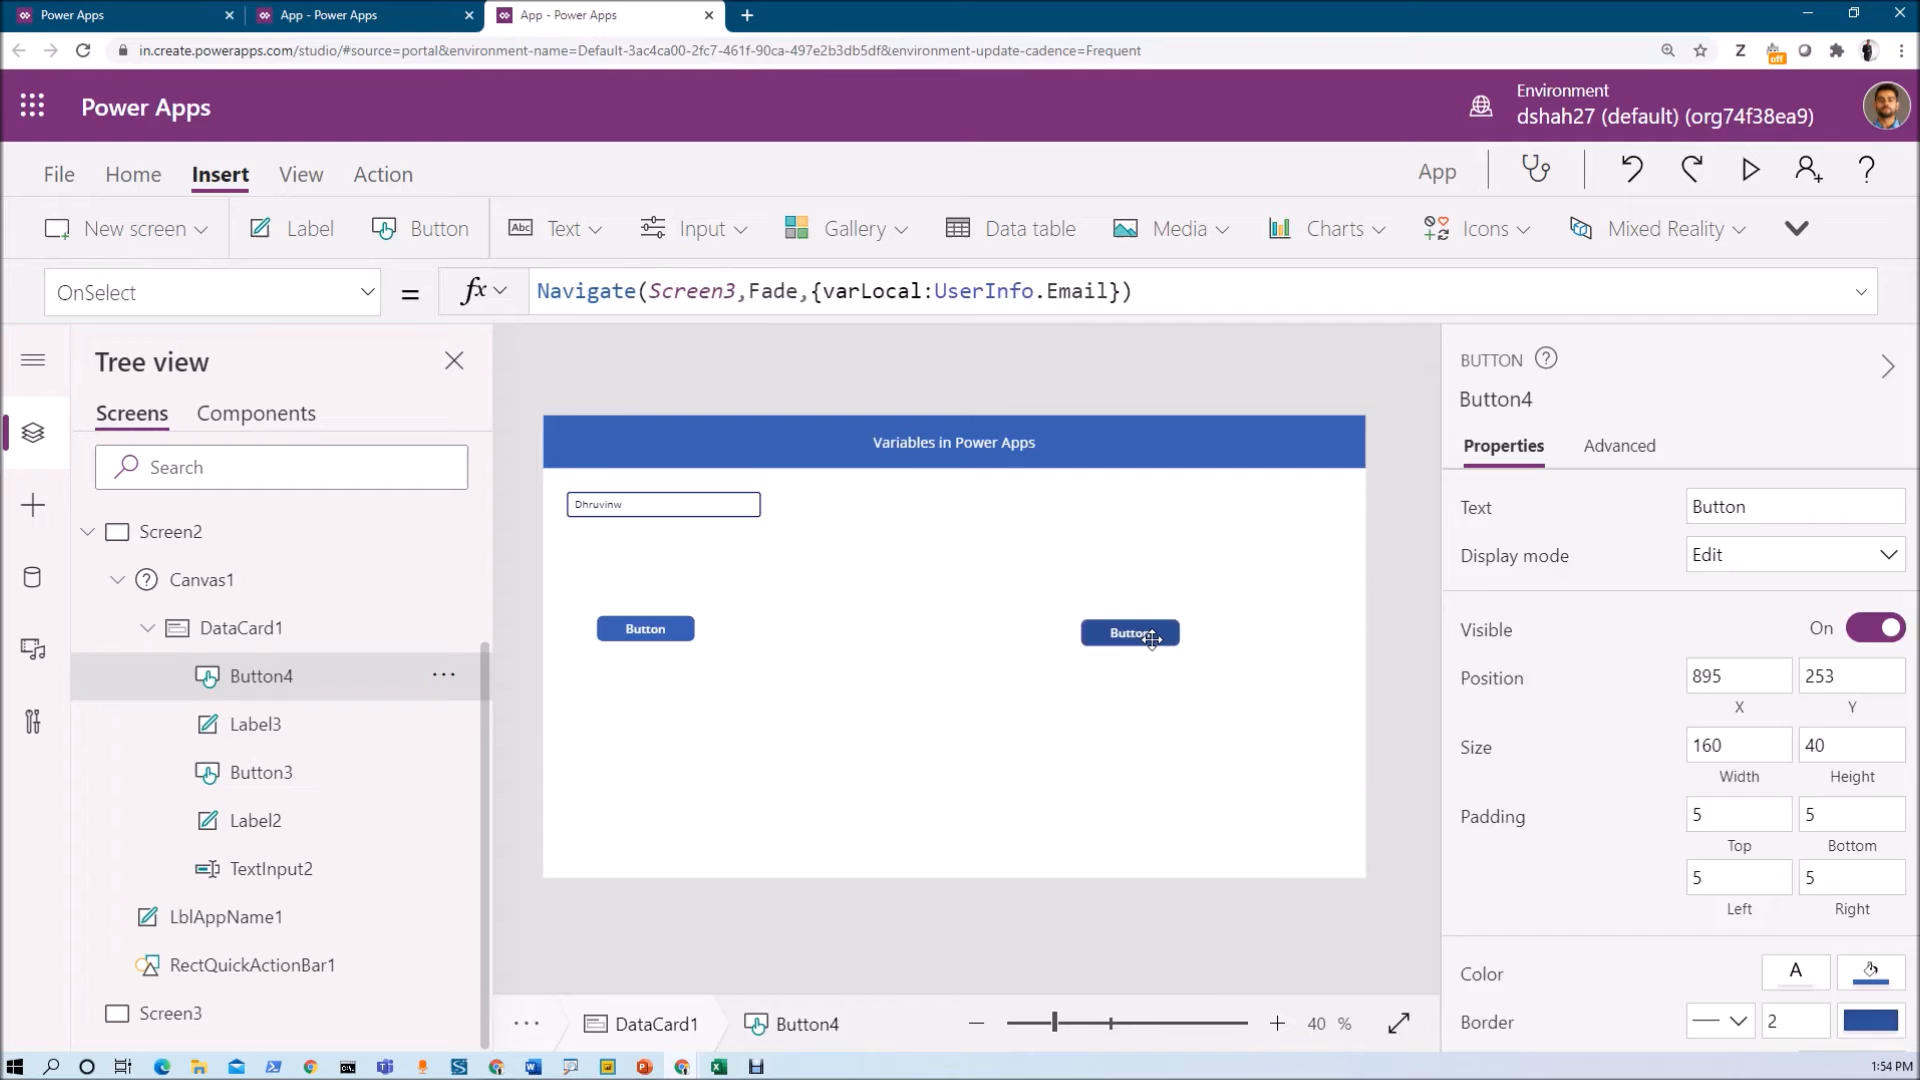 Power Apps
App - Power Apps
App - Power Apps
in.create.powerapps.com/studio/#source=portal&environment-name=Default-3ac4ca00-2fc7-461f-90ca-497e2b3db5df&environment-update-cadence=Frequent
Z
off
Power Apps
Environment
dshah27 (default) (org74f38ea9)
File Home Insert View Action
App
New screen Label Button Abc Text Input Gallery Data table Media Charts Icons Mixed Reality
OnSelect = fx Navigate(Screen3,Fade,{varLocal:UserInfo.Email})
Tree view
Screens Components
Search
Screen2
Canvas1
DataCard1
Button4
Label3
Button3
Label2
TextInput2
LblAppName1
RectQuickActionBar1
Screen3
Variables in Power Apps
Dhruvinw
Button
Button
DataCard1 Button4
40 %
BUTTON
Button4
Properties Advanced
Text Button
Display mode Edit
Visible On
Position 895 253
X Y
Size 160 40
Width Height
Padding 5 5
Top Bottom
5 5
Left Right
Color A
Border 2
1:54 PM